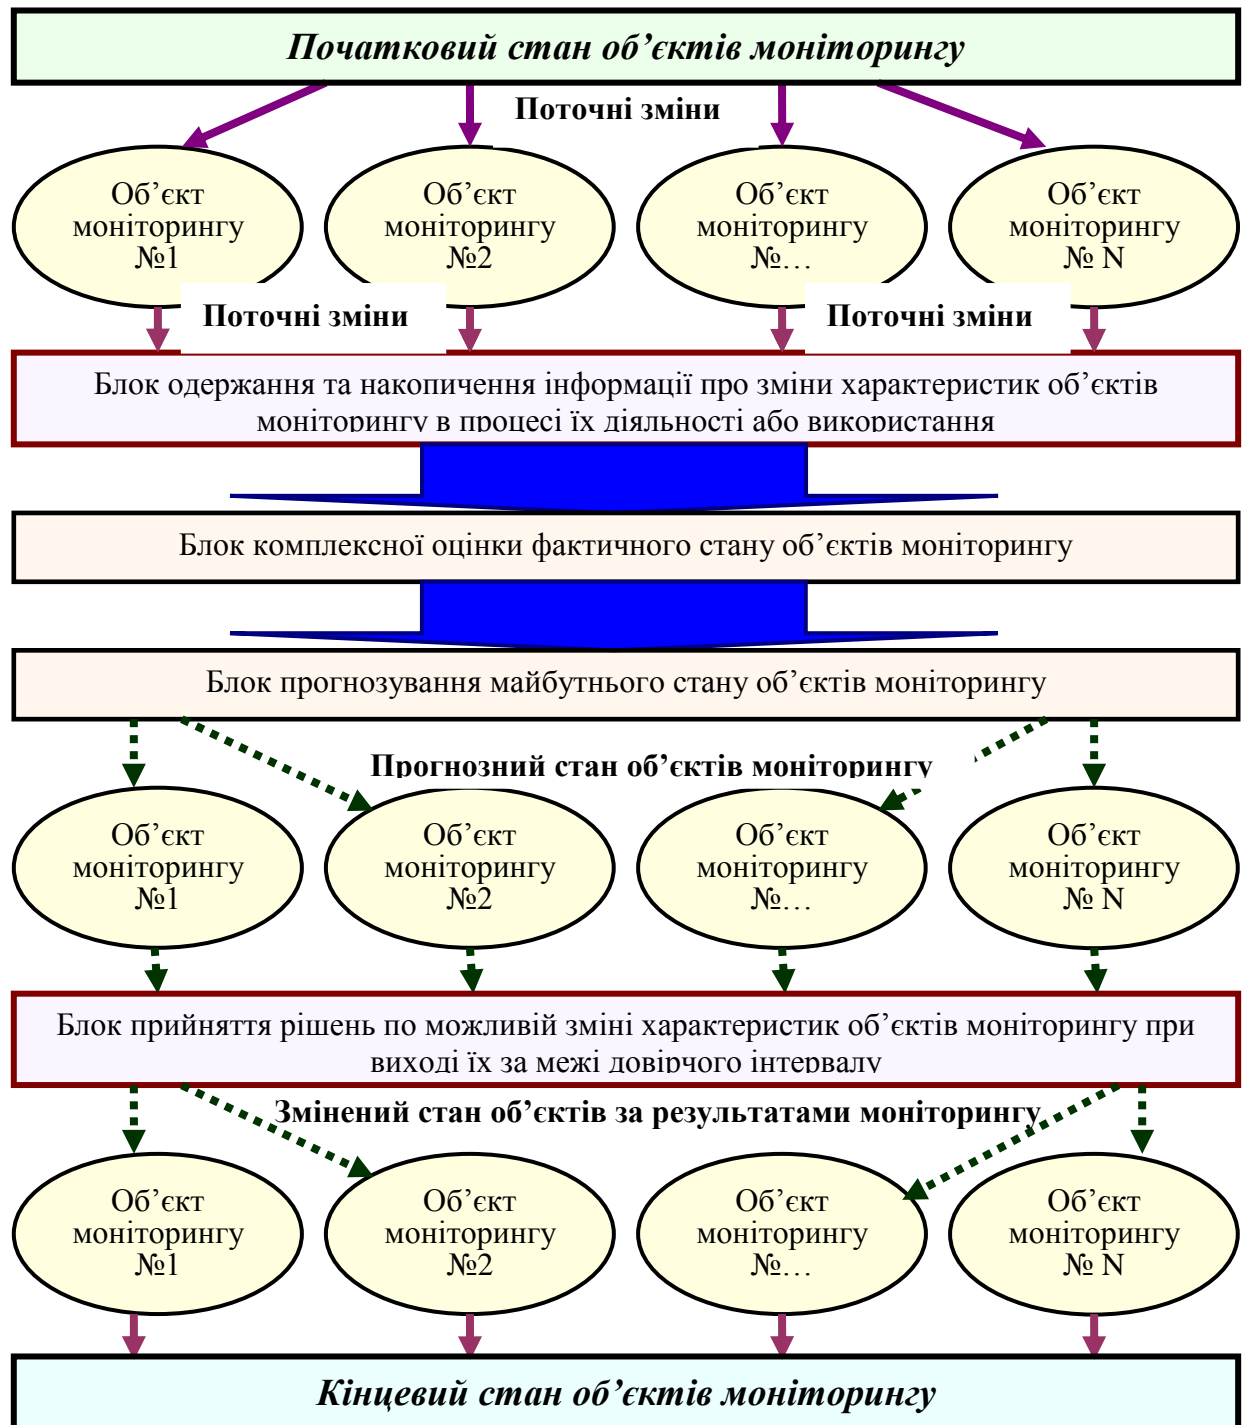 Початковий стан об’єктів моніторингу
Поточні зміни
Об’єкт
моніторингу
№1
Об’єкт
моніторингу
№2
Об’єкт
моніторингу
№…
Об’єкт
моніторингу
№ N
Поточні зміни
Поточні зміни
Блок одержання та накопичення інформації про зміни характеристик об’єктів
моніторингу в процесі їх діяльності або використання
Блок комплексної оцінки фактичного стану об’єктів моніторингу
Блок прогнозування майбутнього стану об’єктів моніторингу
Прогнозний стан об’єктів моніторингу
Об’єкт
моніторингу
№1
Об’єкт
моніторингу
№2
Об’єкт
моніторингу
№…
Об’єкт
моніторингу
№ N
Блок прийняття рішень по можливій зміні характеристик об’єктів моніторингу при
виході їх за межі довірчого інтервалу
Змінений стан об’єктів за результатами моніторингу
Об’єкт
моніторингу
№1
Об’єкт
моніторингу
№2
Об’єкт
моніторингу
№…
Об’єкт
моніторингу
№ N
Кінцевий стан об’єктів моніторингу